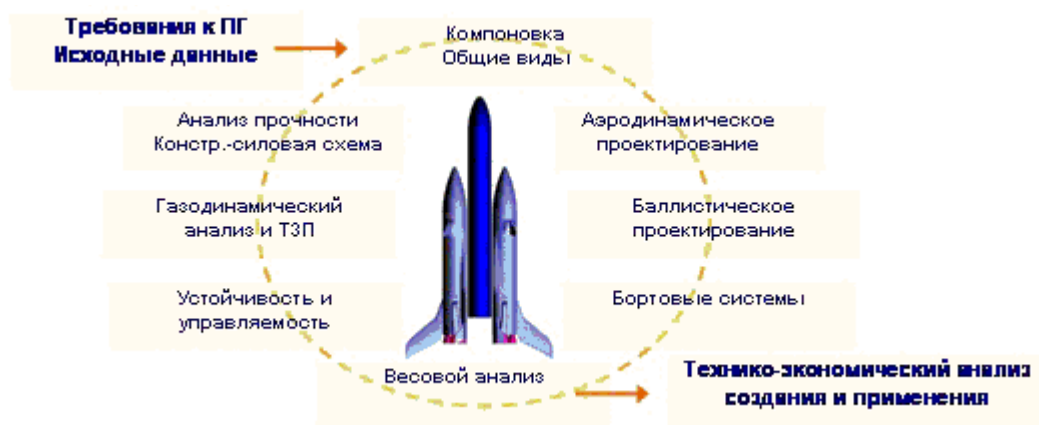 Требования к ПГ
Исходные данные
Компоновка
Общие виды
Анализ прочности
Констр.-силовая схема
Аэродинамическое
проектирование
Газодинамический
анализ и ТЗП
Баллистическое
проектирование
Устойчивость и
управляемость
Бортовые системы
Весовой анализ
Технико-экономический анализ
создания и применения